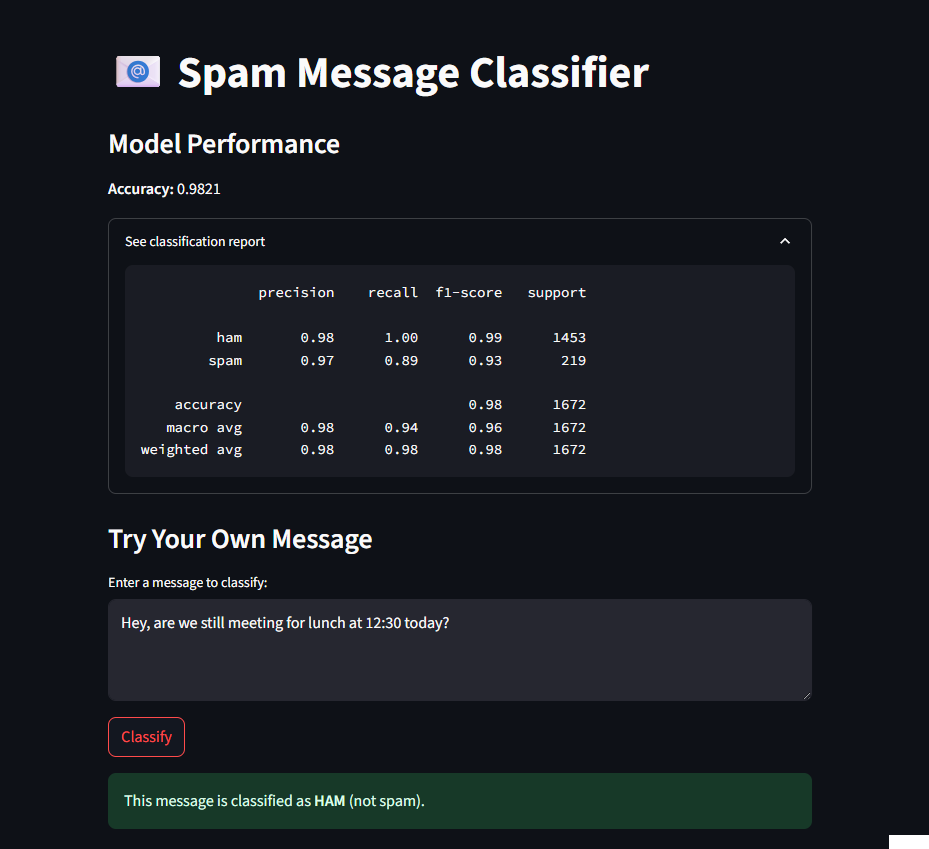 Spam Message Classifier
Model Performance
Accuracy: 0.9821
See classification report
precision recall f1-score support
ham 0.98 1.00 0.99 1453
spam 0.97 0.89 0.93 219
accuracy 0.98 1672
macro avg 0.98 0.94 0.96 1672
weighted avg 0.98 0.98 0.98 1672
Try Your Own Message
Enter a message to classify:
Hey, are we still meeting for lunch at 12:30 today?
Classify
This message is classified as HAM (not spam).